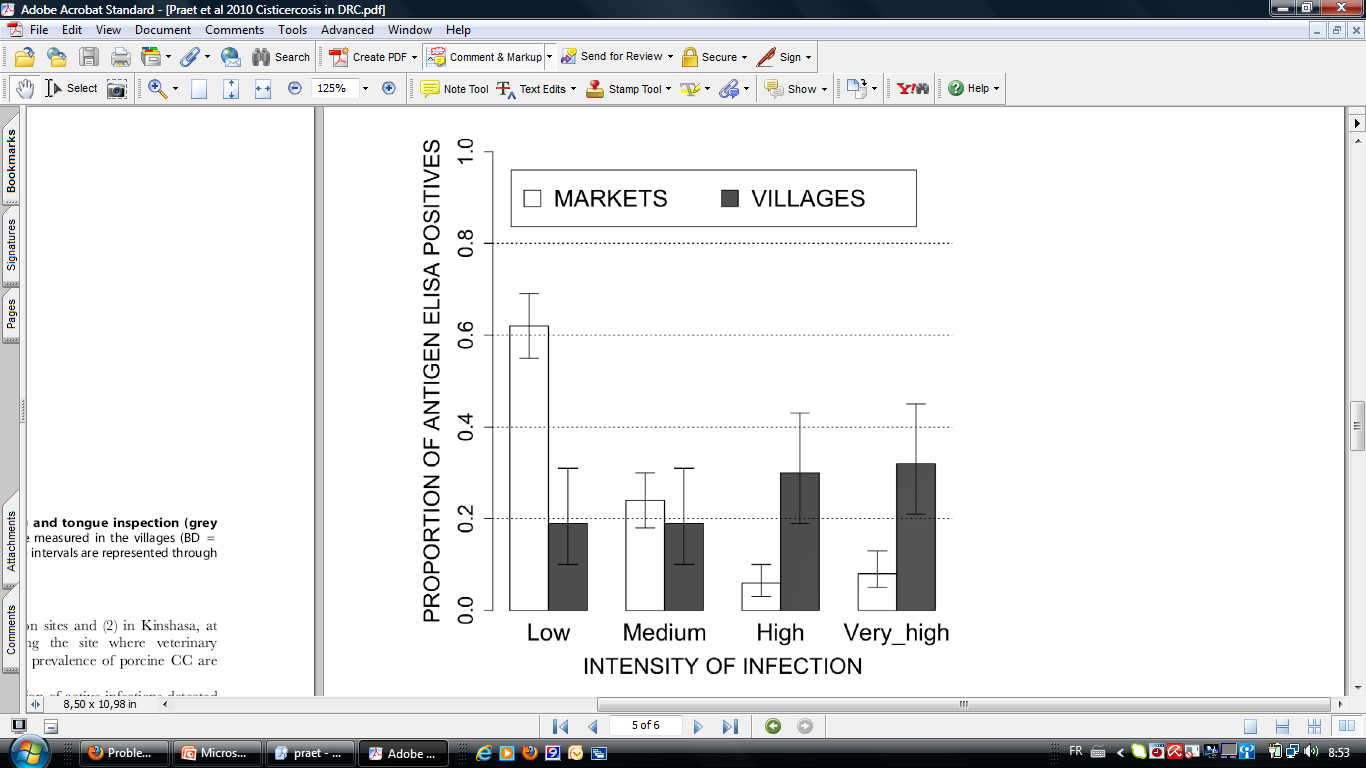 Adobe Acrobat Standard - [Praet et al 2010 Cisticercosis in DRC.pdf]
File Edit View Document Comments Tools Advanced Window Help
Search Create PDF Comment & Markup Send for Review Secure Sign
Select 125% Note Tool Text Edits Stamp Tool Show Y! Help
Bookmarks
Signatures
Pages
Attachments
Comments
and tongue inspection (grey
measured in the villages (BD =
intervals are represented through
on sites and (2) in Kinshasa, at
ng the site where veterinary
prevalence of porcine CC are
of active infections detected
PROPORTION OF ANTIGEN ELISA POSITIVES
1.0
0.8
0.6
0.4
0.2
0.0
MARKETS VILLAGES
Low Medium High Very_high
INTENSITY OF INFECTION
8,50 x 10,98 in
5 of 6
Proble... Micros... praet - ... Adobe ... FR 8:53